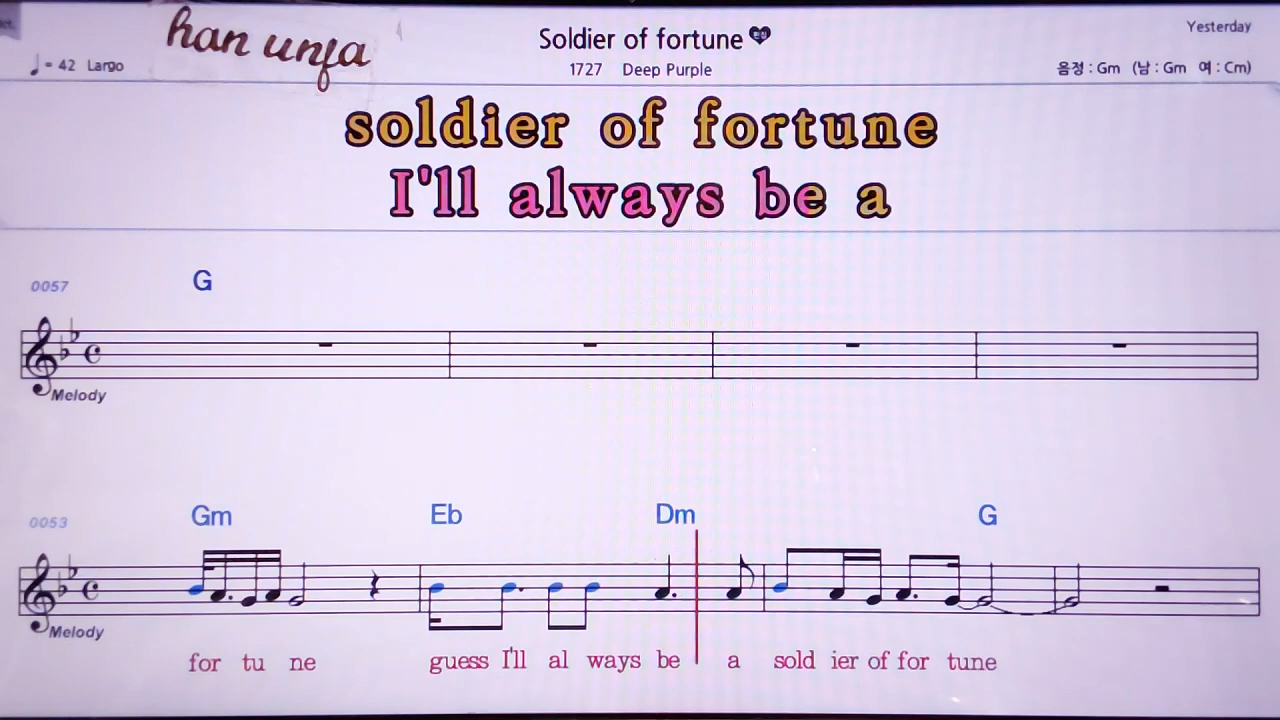 han unfa
Soldier of fortune
Yesterday
♩= 42 Largo
1727 Deep Purple
음정 : Gm (남 : Gm 여 : Cm)
soldier of fortune
I'll always be a
0057
G
Melody
0053
Gm Eb Dm G
Melody
for tu ne guess I'll al ways be a sold ier of for tune